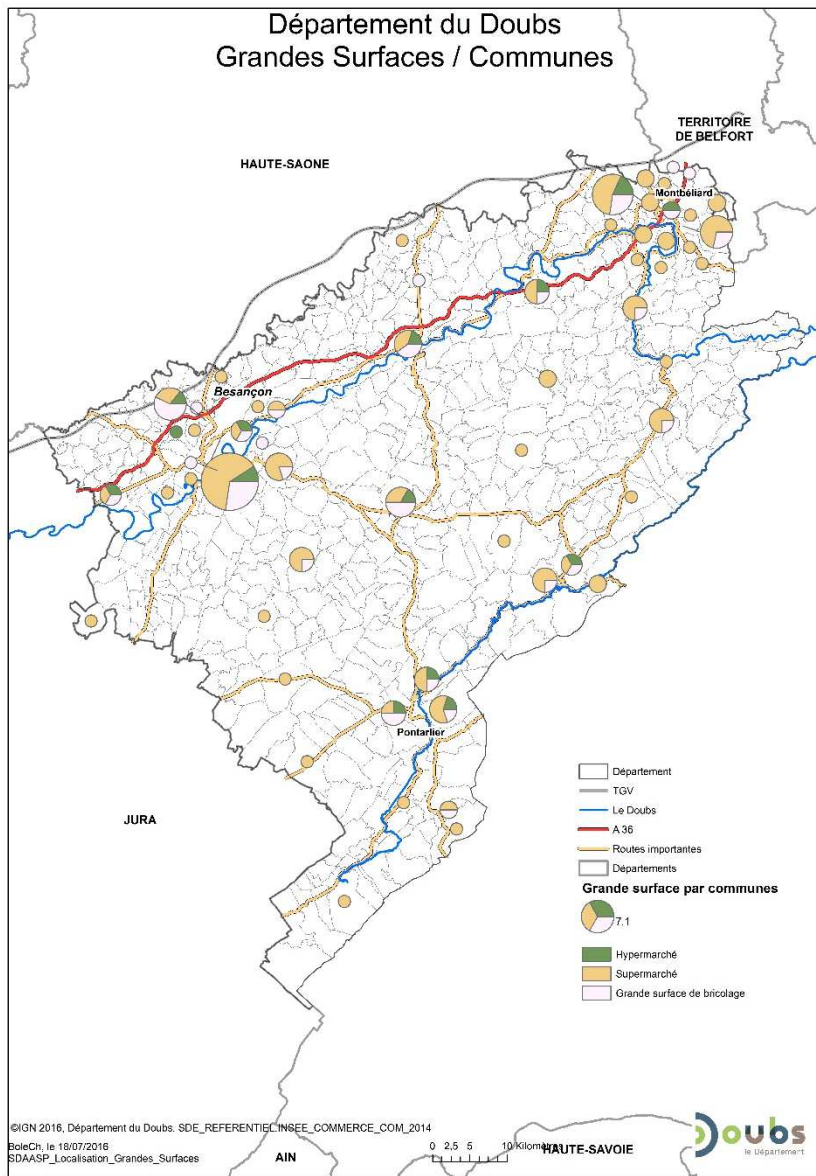 Département du Doubs
Grandes Surfaces / Communes
TERRITOIRE
DE BELFORT
HAUTE-SAONE
Montbéliard
Besançon
Pontarlier
JURA
Département
TGV
Le Doubs
A 36
Routes importantes
Départements
Grande surface par communes
7.1
Hypermarché
Supermarché
Grande surface de bricolage
©IGN 2016, Département du Doubs. SDE_REFERENTIEL.INSEE_COMMERCE_COM_2014
BoleCh, le 18/07/2016
SDAASP_Localisation_Grandes_Surfaces
AIN
0 2,5 5 10 Kilomètres
HAUTE-SAVOIE
Doubs
le Département